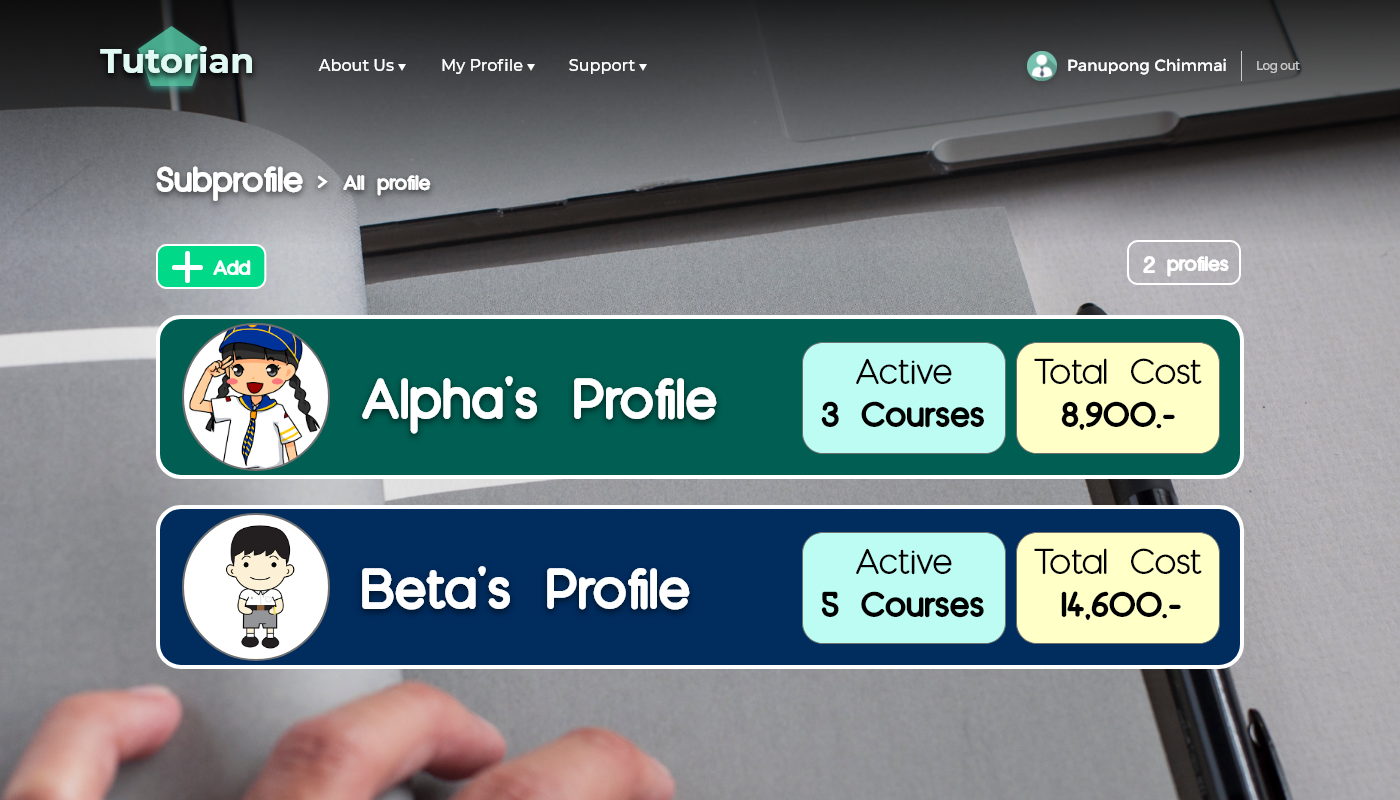 Tutorian
About Us ▾ My Profile ▾ Support ▾
Panupong Chimmai
Log out
Subprofile > All profile
+ Add
2 profiles
Alpha's Profile
Active
3 Courses
Total Cost
8,900.-
Beta's Profile
Active
5 Courses
Total Cost
14,600.-